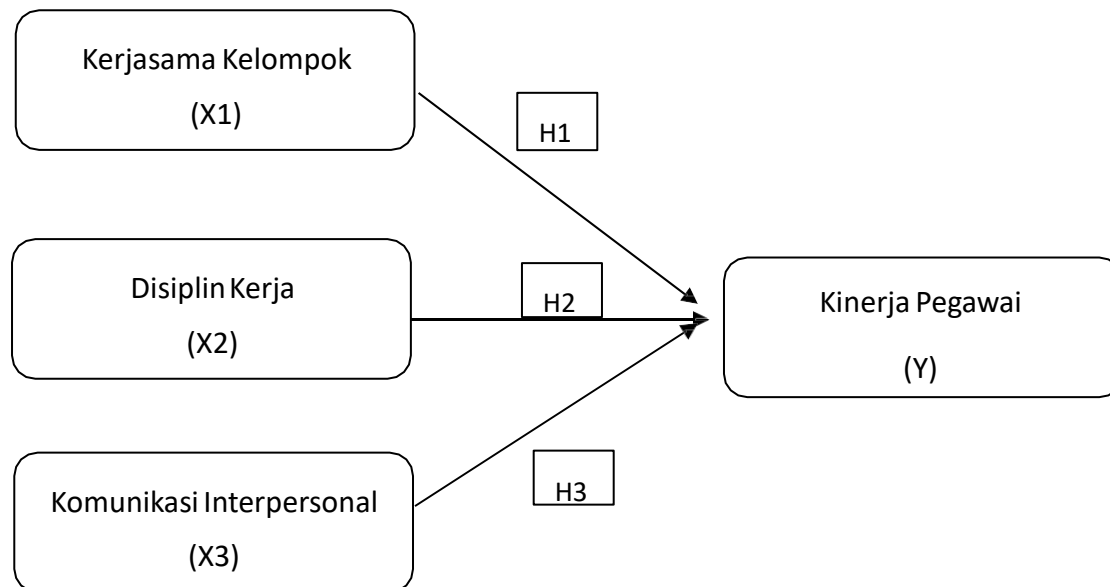 Kerjasama Kelompok
(X1)
H1
Disiplin Kerja
(X2)
H2
Kinerja Pegawai
(Y)
Komunikasi Interpersonal
(X3)
H3